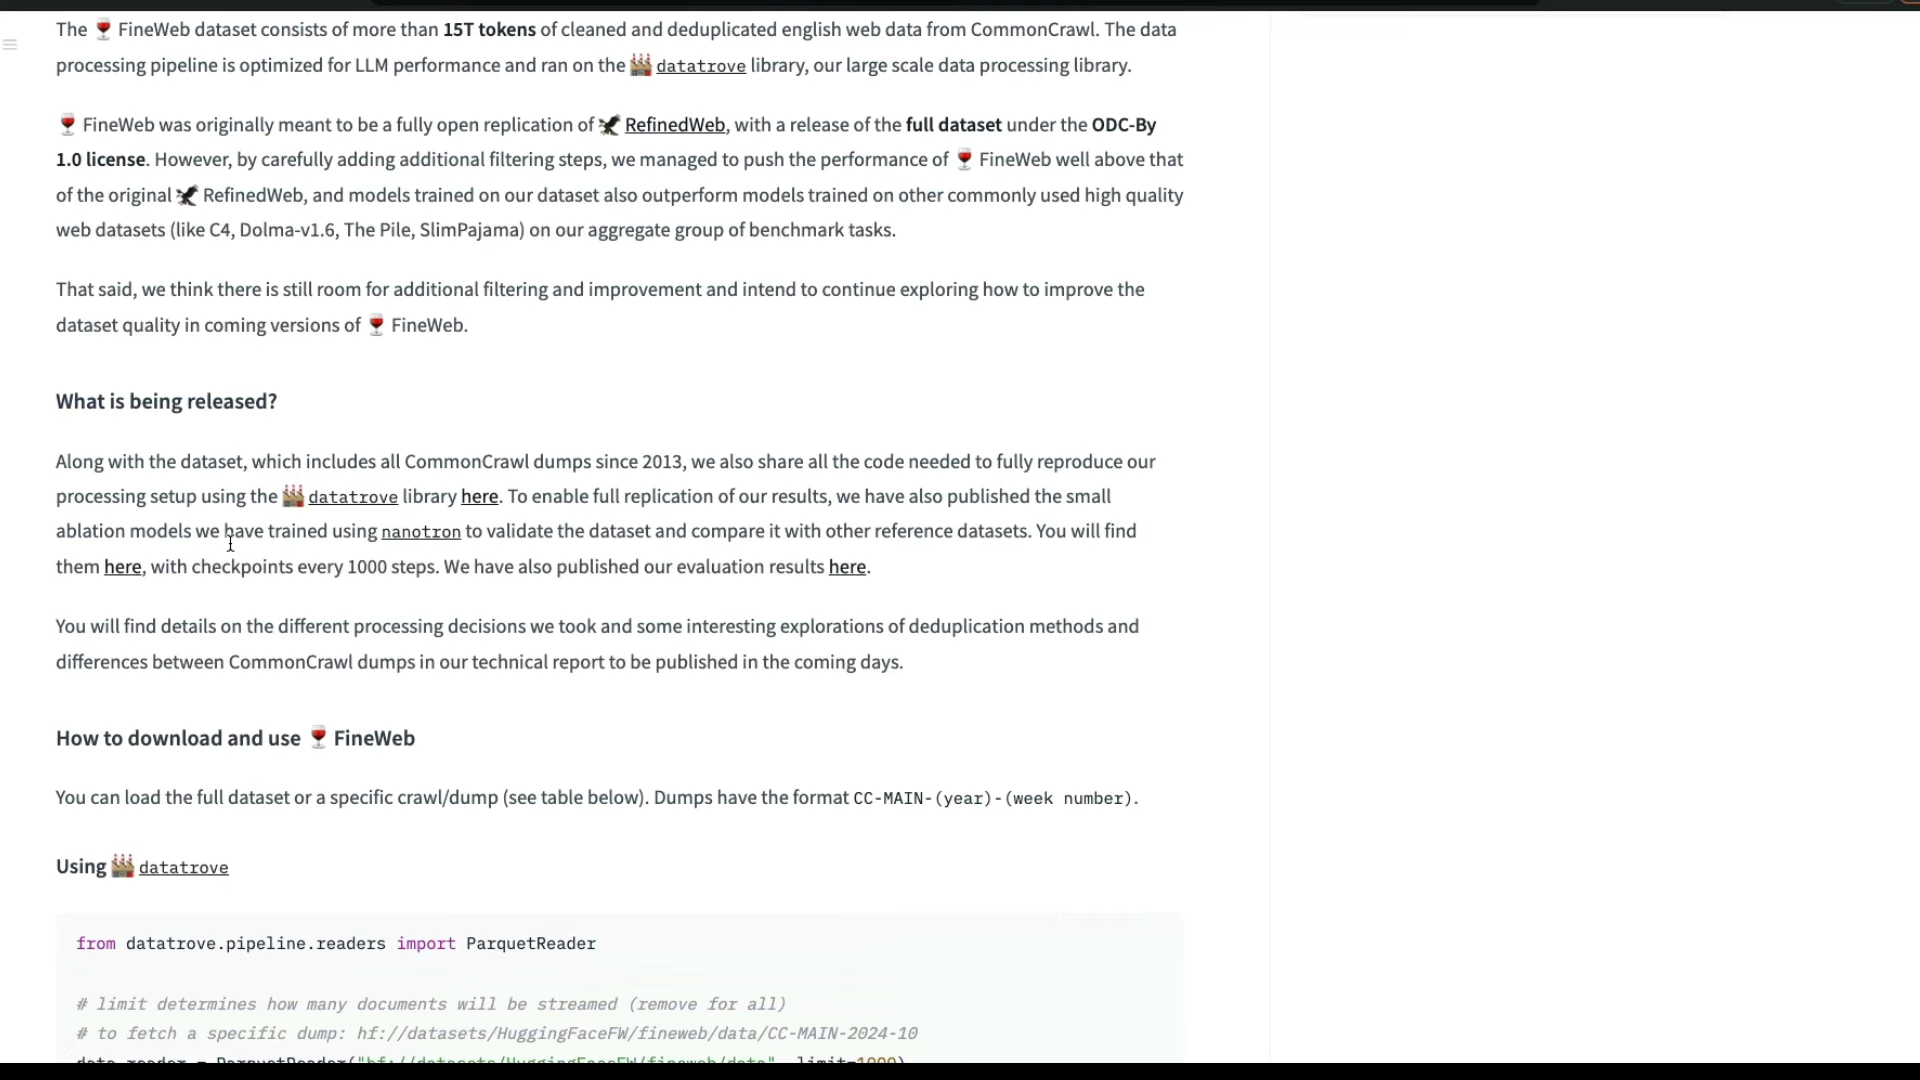 The 🍷 FineWeb dataset consists of more than 15T tokens of cleaned and deduplicated english web data from CommonCrawl. The data
processing pipeline is optimized for LLM performance and ran on the 🏭 datatrove library, our large scale data processing library.
🍷 FineWeb was originally meant to be a fully open replication of 🦅 RefinedWeb, with a release of the full dataset under the ODC-By
1.0 license. However, by carefully adding additional filtering steps, we managed to push the performance of 🍷 FineWeb well above that
of the original 🦅 RefinedWeb, and models trained on our dataset also outperform models trained on other commonly used high quality
web datasets (like C4, Dolma-v1.6, The Pile, SlimPajama) on our aggregate group of benchmark tasks.
That said, we think there is still room for additional filtering and improvement and intend to continue exploring how to improve the
dataset quality in coming versions of 🍷 FineWeb.
What is being released?
Along with the dataset, which includes all CommonCrawl dumps since 2013, we also share all the code needed to fully reproduce our
processing setup using the 🏭 datatrove library here. To enable full replication of our results, we have also published the small
ablation models we have trained using nanotron to validate the dataset and compare it with other reference datasets. You will find
them here, with checkpoints every 1000 steps. We have also published our evaluation results here.
You will find details on the different processing decisions we took and some interesting explorations of deduplication methods and
differences between CommonCrawl dumps in our technical report to be published in the coming days.
How to download and use 🍷 FineWeb
You can load the full dataset or a specific crawl/dump (see table below). Dumps have the format CC-MAIN-(year)-(week number).
Using 🏭 datatrove
from datatrove.pipeline.readers import ParquetReader
# limit determines how many documents will be streamed (remove for all)
# to fetch a specific dump: hf://datasets/HuggingFaceFW/fineweb/data/CC-MAIN-2024-10
data_reader = ParquetReader("hf://datasets/HuggingFaceFW/fineweb/data", limit=1000)